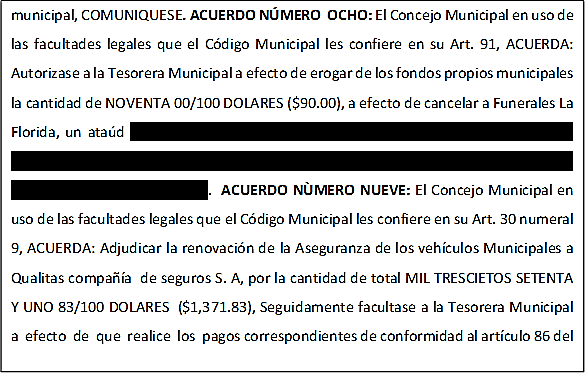 municipal, COMUNIQUESE. ACUERDO NÚMERO OCHO: El Concejo Municipal en uso de
las facultades legales que el Código Municipal les confiere en su Art. 91, ACUERDA:
Autorizase a la Tesorera Municipal a efecto de erogar de los fondos propios municipales
la cantidad de NOVENTA 00/100 DOLARES ($90.00), a efecto de cancelar a Funerales La
Florida, un ataúd
. ACUERDO NÙMERO NUEVE: El Concejo Municipal en
uso de las facultades legales que el Código Municipal les confiere en su Art. 30 numeral
9, ACUERDA: Adjudicar la renovación de la Aseguranza de los vehículos Municipales a
Qualitas compañía de seguros S. A, por la cantidad de total MIL TRESCIETOS SETENTA
Y UNO 83/100 DOLARES ($1,371.83), Seguidamente facultase a la Tesorera Municipal
a efecto de que realice los pagos correspondientes de conformidad al artículo 86 del